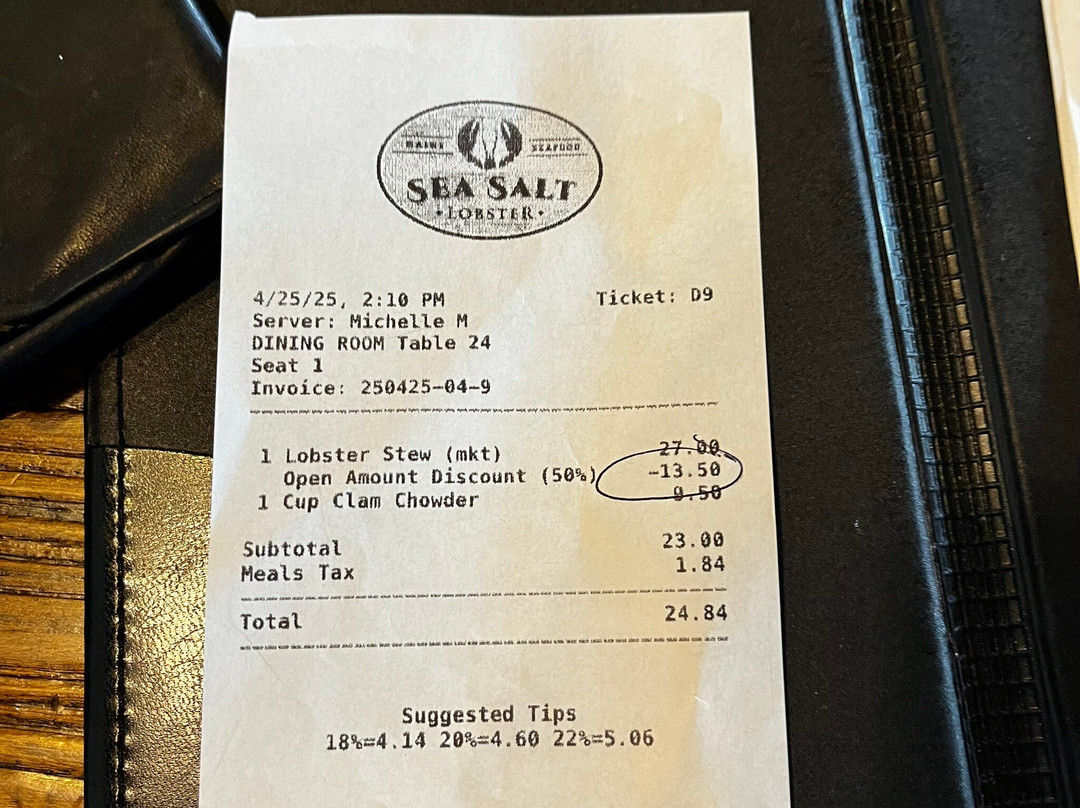 MAINE SEAFOOD
SEA SALT
•LOBSTER•
4/25/25, 2:10 PM Ticket: D9
Server: Michelle M
DINING ROOM Table 24
Seat 1
Invoice: 250425-04-9
1 Lobster Stew (mkt) 27.00
Open Amount Discount (50%) -13.50
1 Cup Clam Chowder 9.50
Subtotal 23.00
Meals Tax 1.84
Total 24.84
Suggested Tips
18%=4.14 20%=4.60 22%=5.06